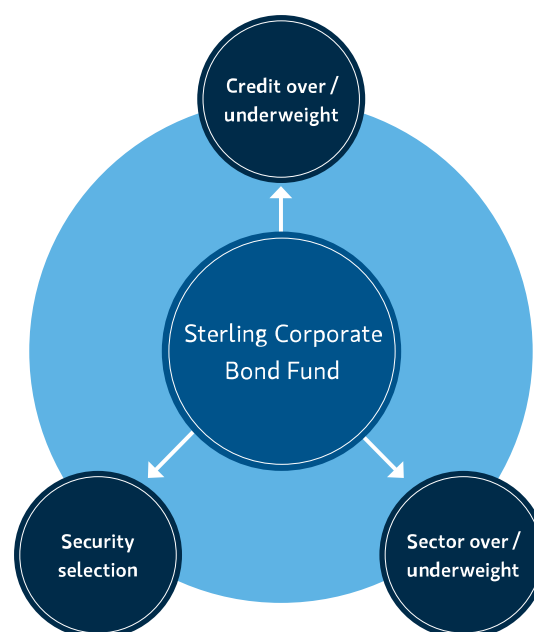 Credit over /
underweight
Sterling Corporate
Bond Fund
Security
selection
Sector over /
underweight